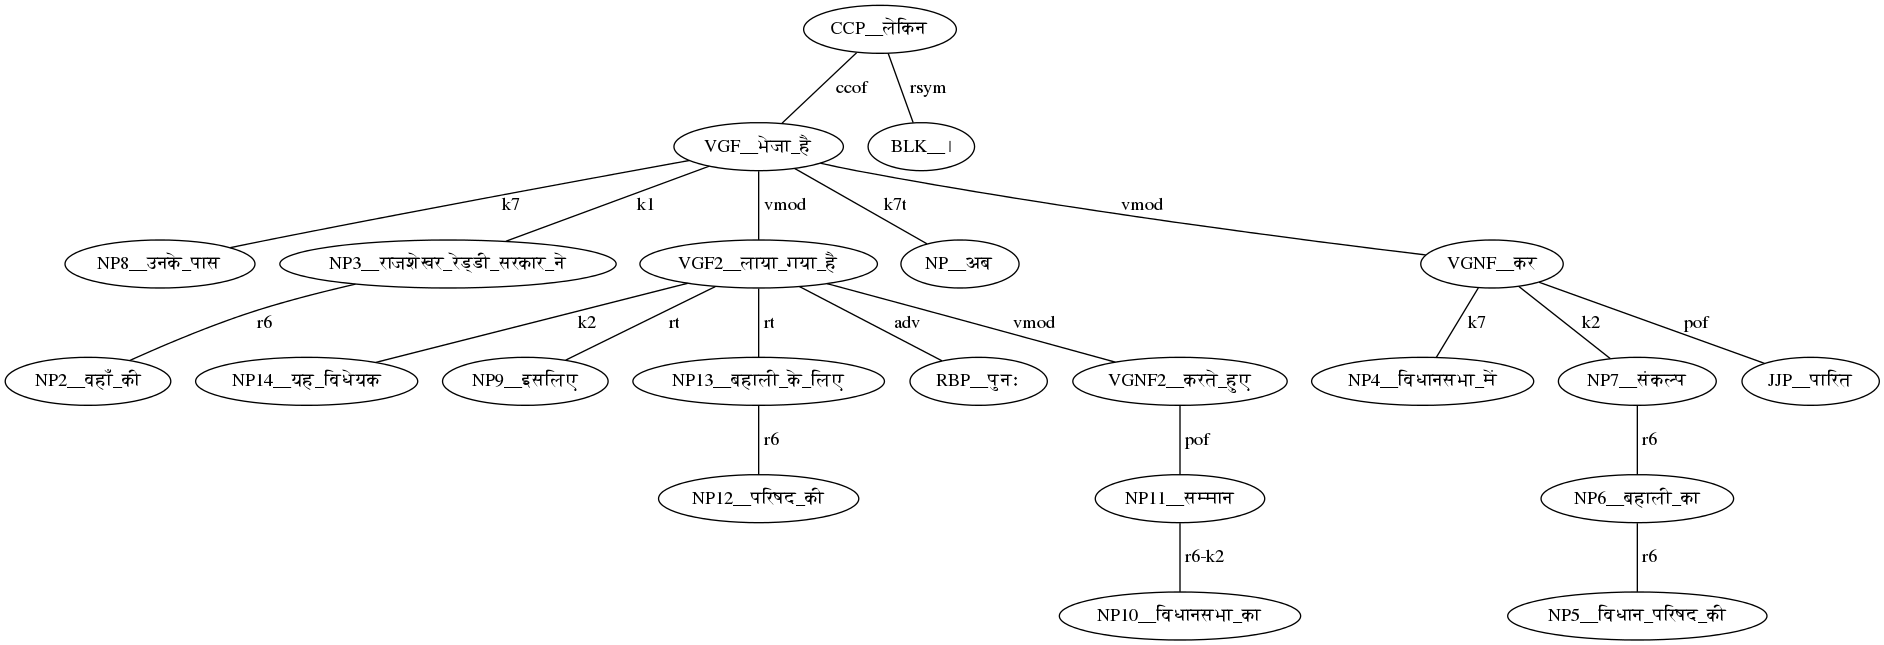 CCP__लेकिन
ccof rsym
VGF__भेजा_है BLK__।
k7 k1 vmod k7t vmod
NP8__उनके_पास NP3__राजशेखर_रेड्डी_सरकार_ने VGF2__लाया_गया_है NP__अब VGNF__कर
r6 k2 rt rt adv vmod k7 k2 pof
NP2__वहाँ_की NP14__यह_विधेयक NP9__इसलिए NP13__बहाली_के_लिए RBP__पुन: VGNF2__करते_हुए NP4__विधानसभा_में NP7__संकल्प JJP__पारित
r6 pof r6
NP12__परिषद_की NP11__सम्मान NP6__बहाली_का
r6-k2 r6
NP10__विधानसभा_का NP5__विधान_परिषद_की